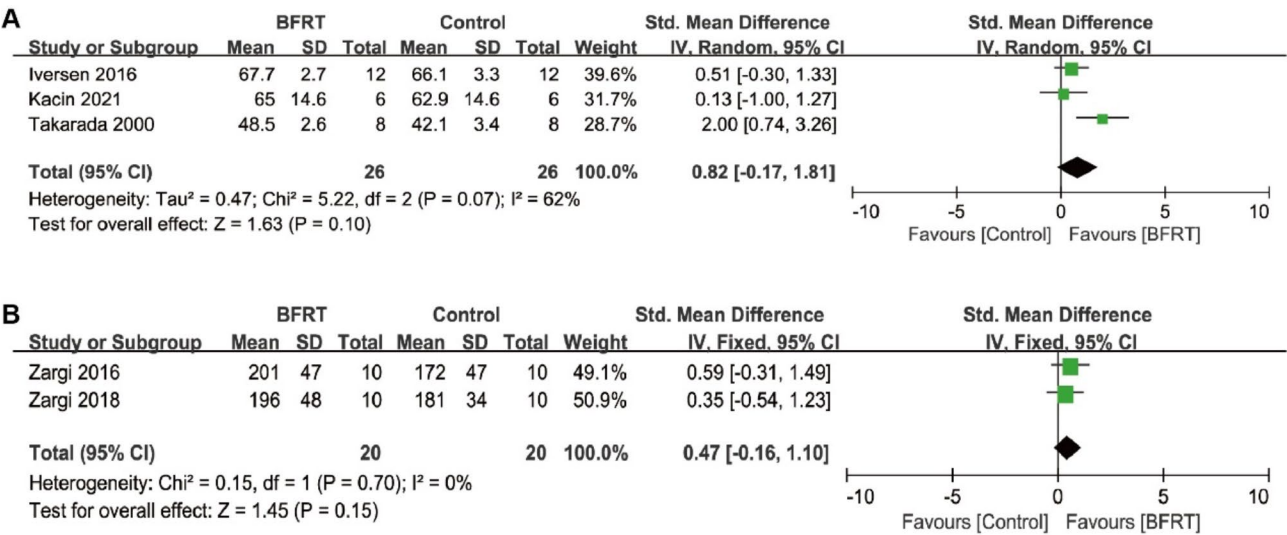 A
BFRT Control Std. Mean Difference Std. Mean Difference
Study or Subgroup Mean SD Total Mean SD Total Weight IV, Random, 95% CI IV, Random, 95% CI
Iversen 2016 67.7 2.7 12 66.1 3.3 12 39.6% 0.51 [-0.30, 1.33]
Kacin 2021 65 14.6 6 62.9 14.6 6 31.7% 0.13 [-1.00, 1.27]
Takarada 2000 48.5 2.6 8 42.1 3.4 8 28.7% 2.00 [0.74, 3.26]
Total (95% CI) 26 26 100.0% 0.82 [-0.17, 1.81]
Heterogeneity: Tau² = 0.47; Chi² = 5.22, df = 2 (P = 0.07); I² = 62%
Test for overall effect: Z = 1.63 (P = 0.10)
-10 -5 0 5 10
Favours [Control] Favours [BFRT]
B
BFRT Control Std. Mean Difference Std. Mean Difference
Study or Subgroup Mean SD Total Mean SD Total Weight IV, Fixed, 95% CI IV, Fixed, 95% CI
Zargi 2016 201 47 10 172 47 10 49.1% 0.59 [-0.31, 1.49]
Zargi 2018 196 48 10 181 34 10 50.9% 0.35 [-0.54, 1.23]
Total (95% CI) 20 20 100.0% 0.47 [-0.16, 1.10]
Heterogeneity: Chi² = 0.15, df = 1 (P = 0.70); I² = 0%
Test for overall effect: Z = 1.45 (P = 0.15)
-10 -5 0 5 10
Favours [Control] Favours [BFRT]